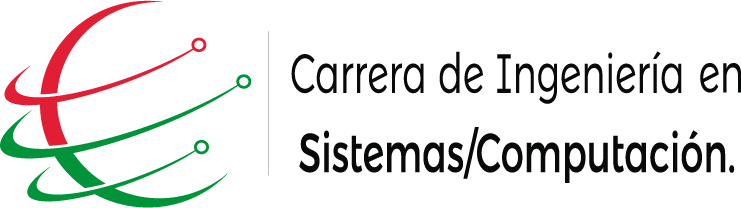 Carrera de Ingeniería en
Sistemas/Computación.